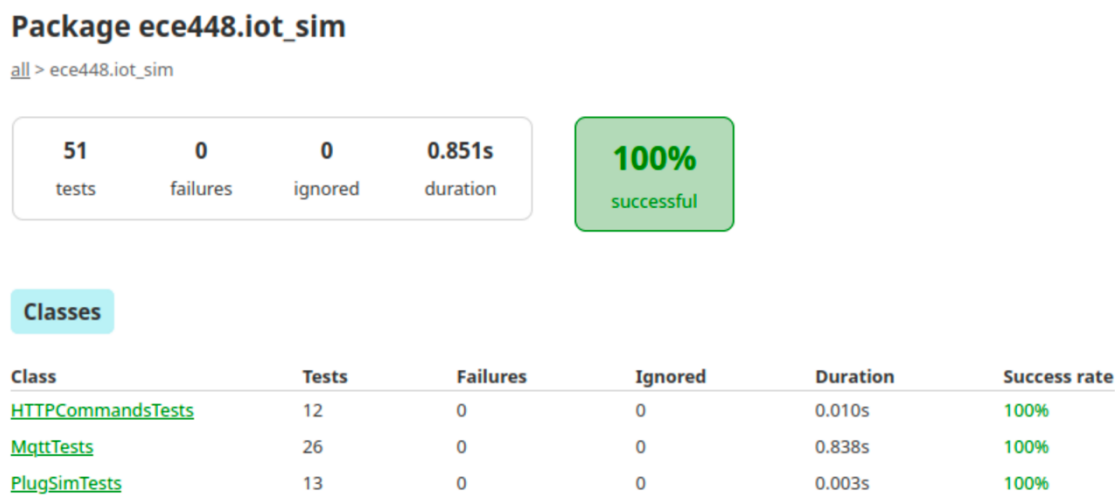 Package ece448.iot_sim
all > ece448.iot_sim
51 0 0 0.851s
tests failures ignored duration
100%
successful
Classes
Class Tests Failures Ignored Duration Success rate
HTTPCommandsTests 12 0 0 0.010s 100%
MqttTests 26 0 0 0.838s 100%
PlugSimTests 13 0 0 0.003s 100%